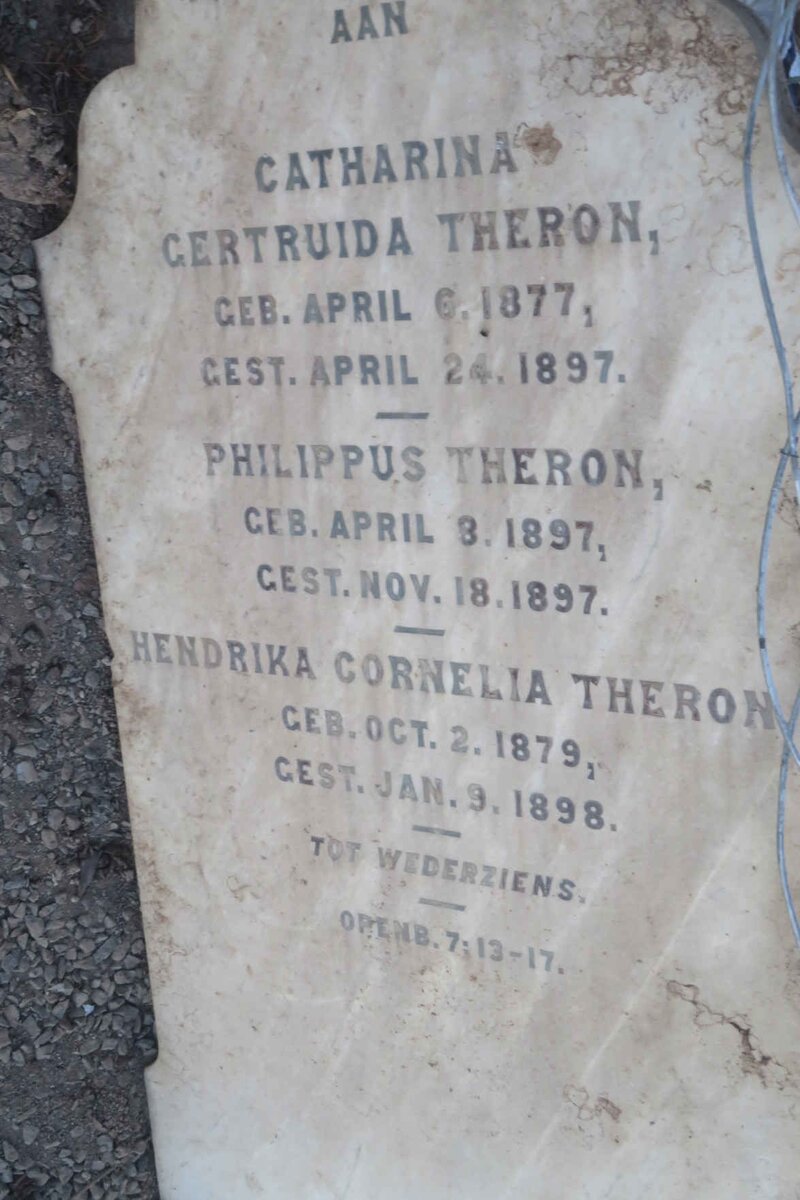 AAN
CATHARINA
GERTRUIDA THERON,
GEB. APRIL 6. 1877,
GEST. APRIL 24. 1897.
PHILIPPUS THERON,
GEB. APRIL 8. 1897,
GEST. NOV. 18. 1897.
HENDRIKA CORNELIA THERON
GEB. OCT. 2. 1879,
GEST. JAN. 9. 1898.
TOT WEDERZIENS.
OPENB. 7: 13-17.